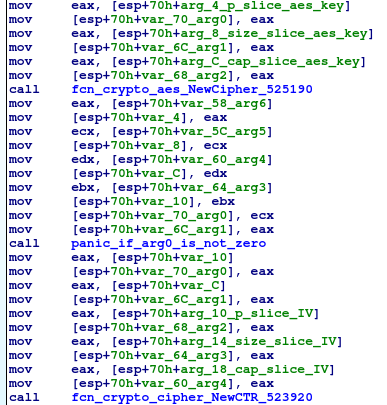 mov eax, [esp+70h+arg_4_p_slice_aes_key]
mov [esp+70h+var_70_arg0], eax
mov eax, [esp+70h+arg_8_size_slice_aes_key]
mov [esp+70h+var_6C_arg1], eax
mov eax, [esp+70h+arg_C_cap_slice_aes_key]
mov [esp+70h+var_68_arg2], eax
call fcn_crypto_aes_NewCipher_525190
mov eax, [esp+70h+var_58_arg6]
mov [esp+70h+var_4], eax
mov ecx, [esp+70h+var_5C_arg5]
mov [esp+70h+var_8], ecx
mov edx, [esp+70h+var_60_arg4]
mov [esp+70h+var_C], edx
mov ebx, [esp+70h+var_64_arg3]
mov [esp+70h+var_10], ebx
mov [esp+70h+var_70_arg0], ecx
mov [esp+70h+var_6C_arg1], eax
call panic_if_arg0_is_not_zero
mov eax, [esp+70h+var_10]
mov [esp+70h+var_70_arg0], eax
mov eax, [esp+70h+var_C]
mov [esp+70h+var_6C_arg1], eax
mov eax, [esp+70h+arg_10_p_slice_IV]
mov [esp+70h+var_68_arg2], eax
mov eax, [esp+70h+arg_14_size_slice_IV]
mov [esp+70h+var_64_arg3], eax
mov eax, [esp+70h+arg_18_cap_slice_IV]
mov [esp+70h+var_60_arg4], eax
call fcn_crypto_cipher_NewCTR_523920